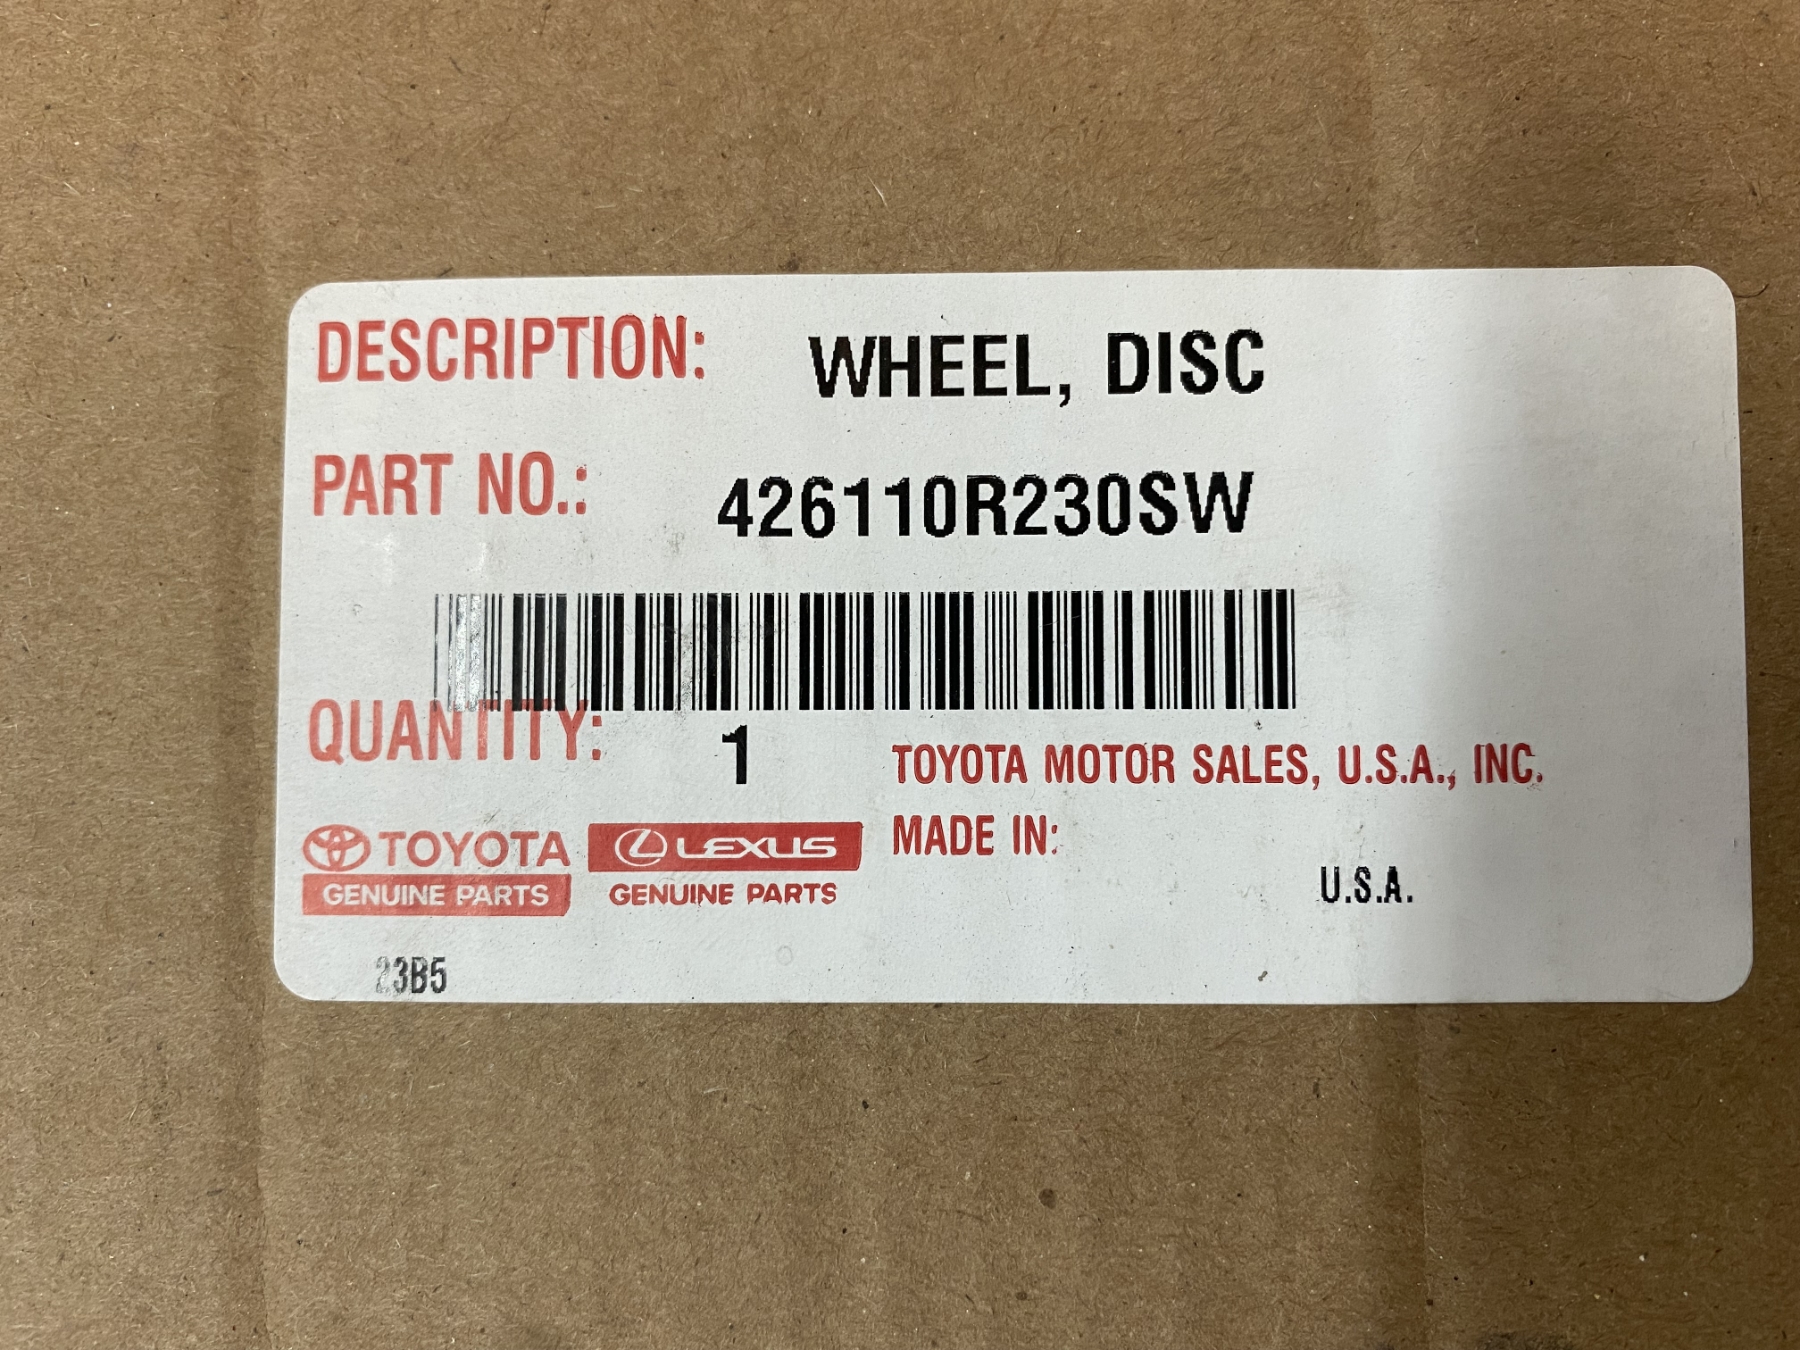 DESCRIPTION: WHEEL, DISC
PART NO.: 426110R230SW
QUANTITY: 1
TOYOTA MOTOR SALES, U.S.A., INC.
MADE IN:
U.S.A.
TOYOTA
GENUINE PARTS
LEXUS
GENUINE PARTS
23B5